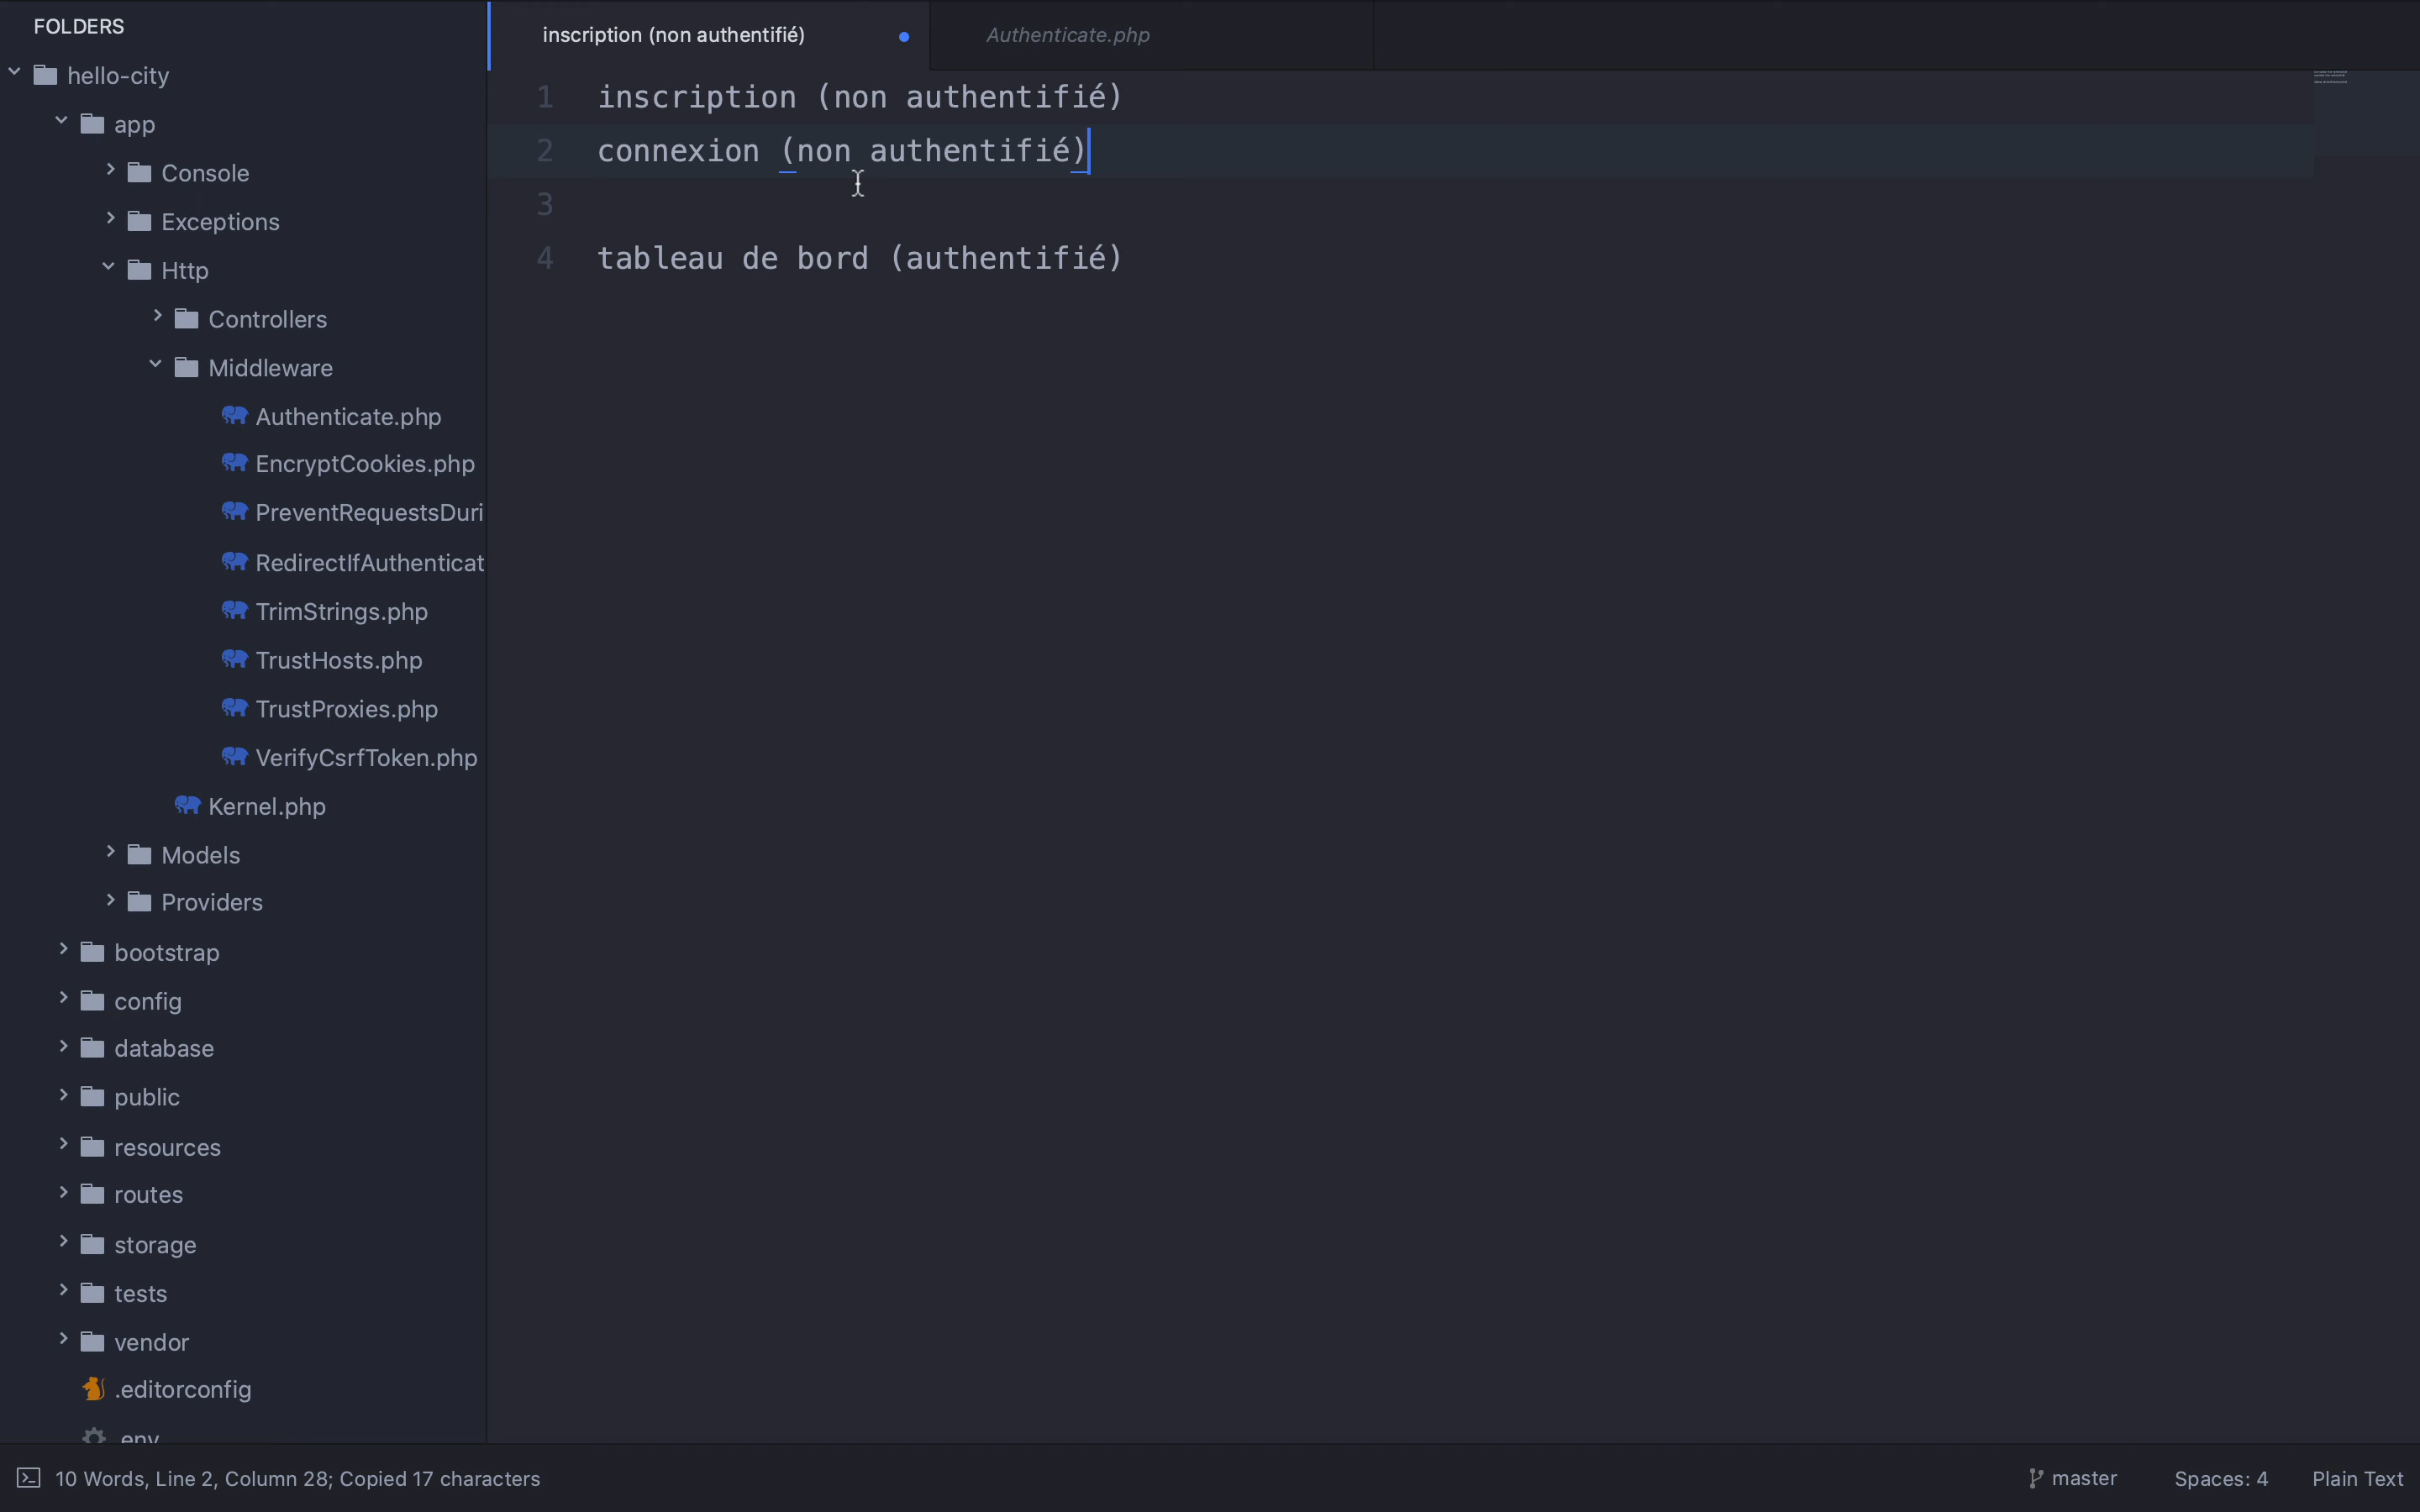 FOLDERS
hello-city
app
Console
Exceptions
Http
Controllers
Middleware
Authenticate.php
EncryptCookies.php
PreventRequestsDuri
RedirectIfAuthenticat
TrimStrings.php
TrustHosts.php
TrustProxies.php
VerifyCsrfToken.php
Kernel.php
Models
Providers
bootstrap
config
database
public
resources
routes
storage
tests
vendor
.editorconfig
.env
inscription (non authentifié)
Authenticate.php
1 inscription (non authentifié)
2 connexion (non authentifié)
3
4 tableau de bord (authentifié)
10 Words, Line 2, Column 28; Copied 17 characters
master
Spaces: 4
Plain Text